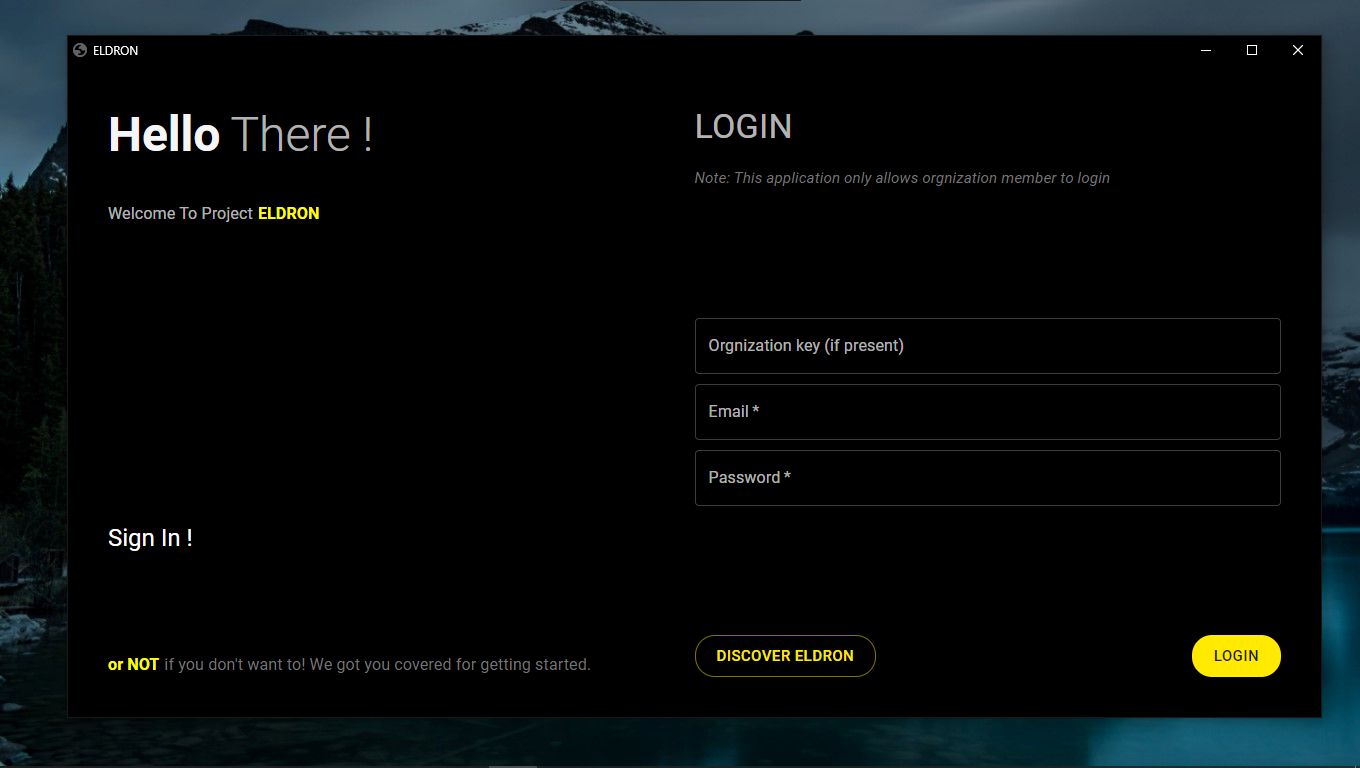 ELDRON
Hello There !
Welcome To Project ELDRON
Sign In !
or NOT if you don't want to! We got you covered for getting started.
LOGIN
Note: This application only allows orgnization member to login
Orgnization key (if present)
Email *
Password *
DISCOVER ELDRON
LOGIN